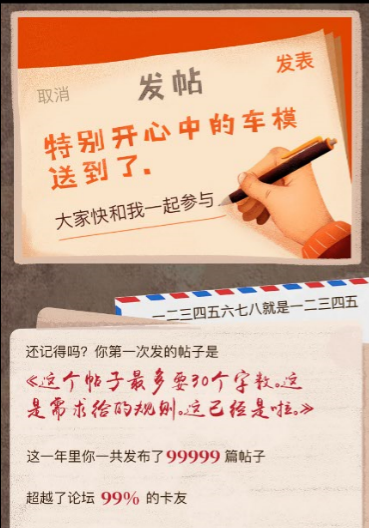 取消
发帖
发表
特别开心中的车模
送到了。
大家快和我一起参与
一二三四五六七八就是一二三四五
还记得吗？你第一次发的帖子是
《这个帖子最多要30个字数。这
是需求给的规则。这已经是啦。》
这一年里你一共发布了99999篇帖子
超越了论坛 99% 的卡友